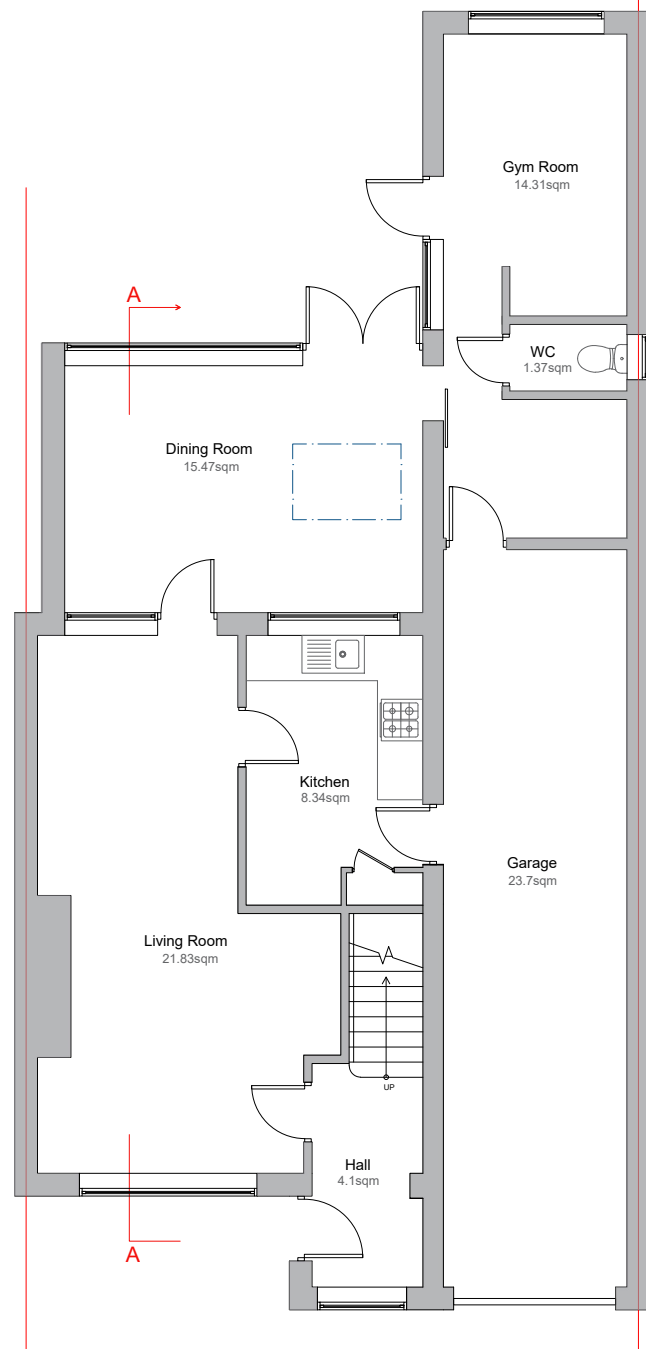 Gym Room
14.31sqm
A
WC
1.37sqm
Dining Room
15.47sqm
Kitchen
8.34sqm
Garage
23.7sqm
Living Room
21.83sqm
UP
Hall
4.1sqm
A